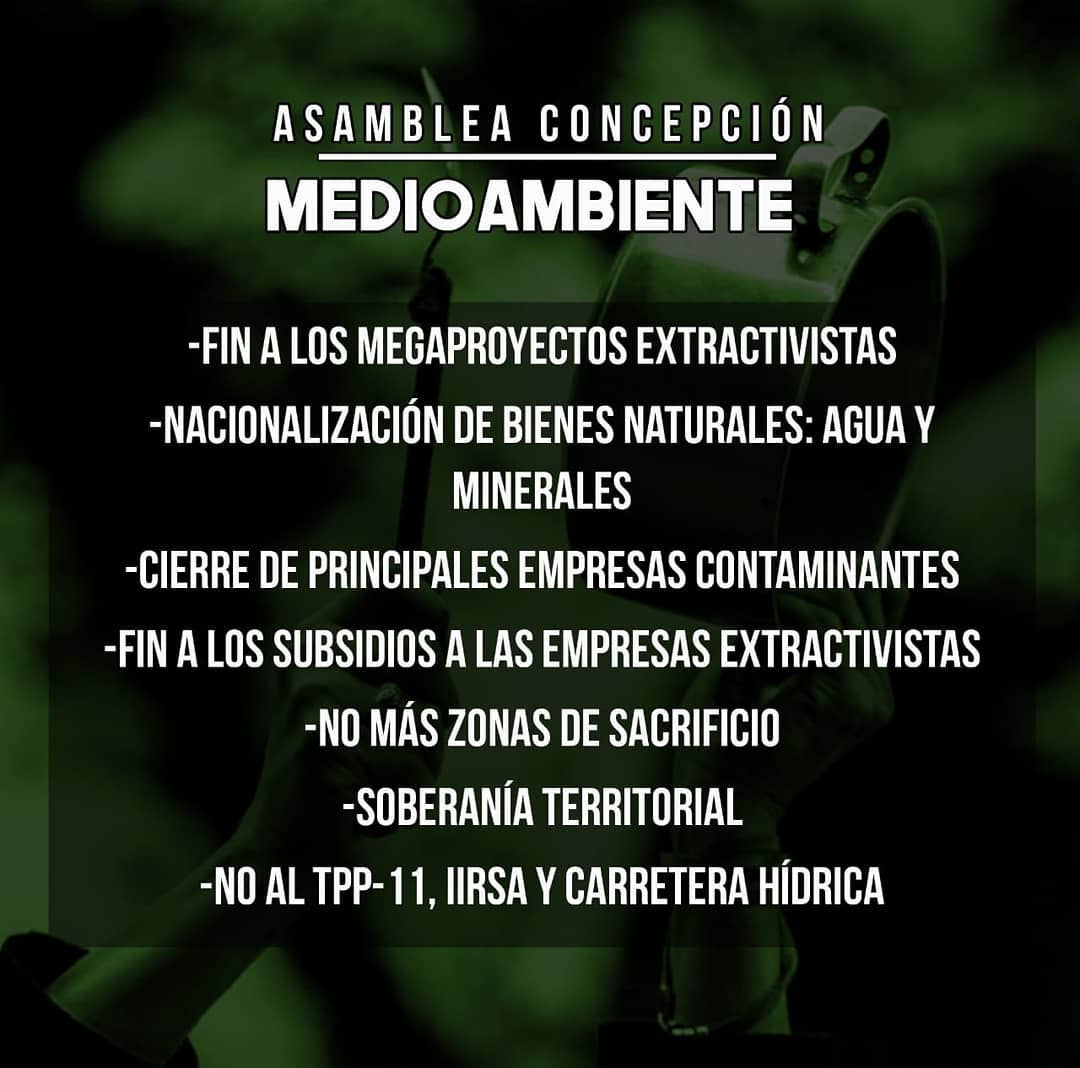 ASAMBLEA CONCEPCIÓN
MEDIOAMBIENTE
-FIN A LOS MEGAPROYECTOS EXTRACTIVISTAS
-NACIONALIZACIÓN DE BIENES NATURALES: AGUA Y
MINERALES
-CIERRE DE PRINCIPALES EMPRESAS CONTAMINANTES
-FIN A LOS SUBSIDIOS A LAS EMPRESAS EXTRACTIVISTAS
-NO MÁS ZONAS DE SACRIFICIO
-SOBERANÍA TERRITORIAL
-NO AL TPP-11, IIRSA Y CARRETERA HÍDRICA